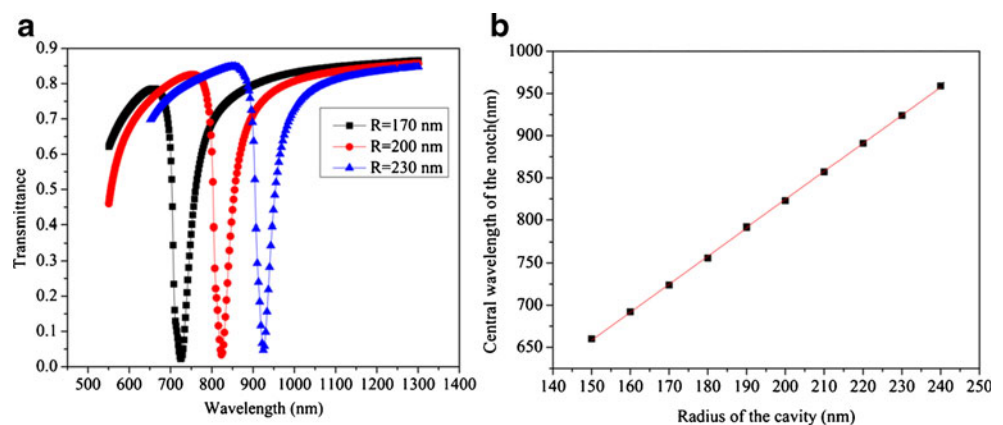 a
0.9
0.8
0.7
0.6
0.5
0.4
0.3
0.2
0.1
0.0
Transmittance
500 600 700 800 900 1000 1100 1200 1300 1400
Wavelength (nm)
R=170 nm
R=200 nm
R=230 nm
b
1000
950
900
850
800
750
700
650
Central wavelength of the notch(nm)
140 150 160 170 180 190 200 210 220 230 240 250
Radius of the cavity (nm)